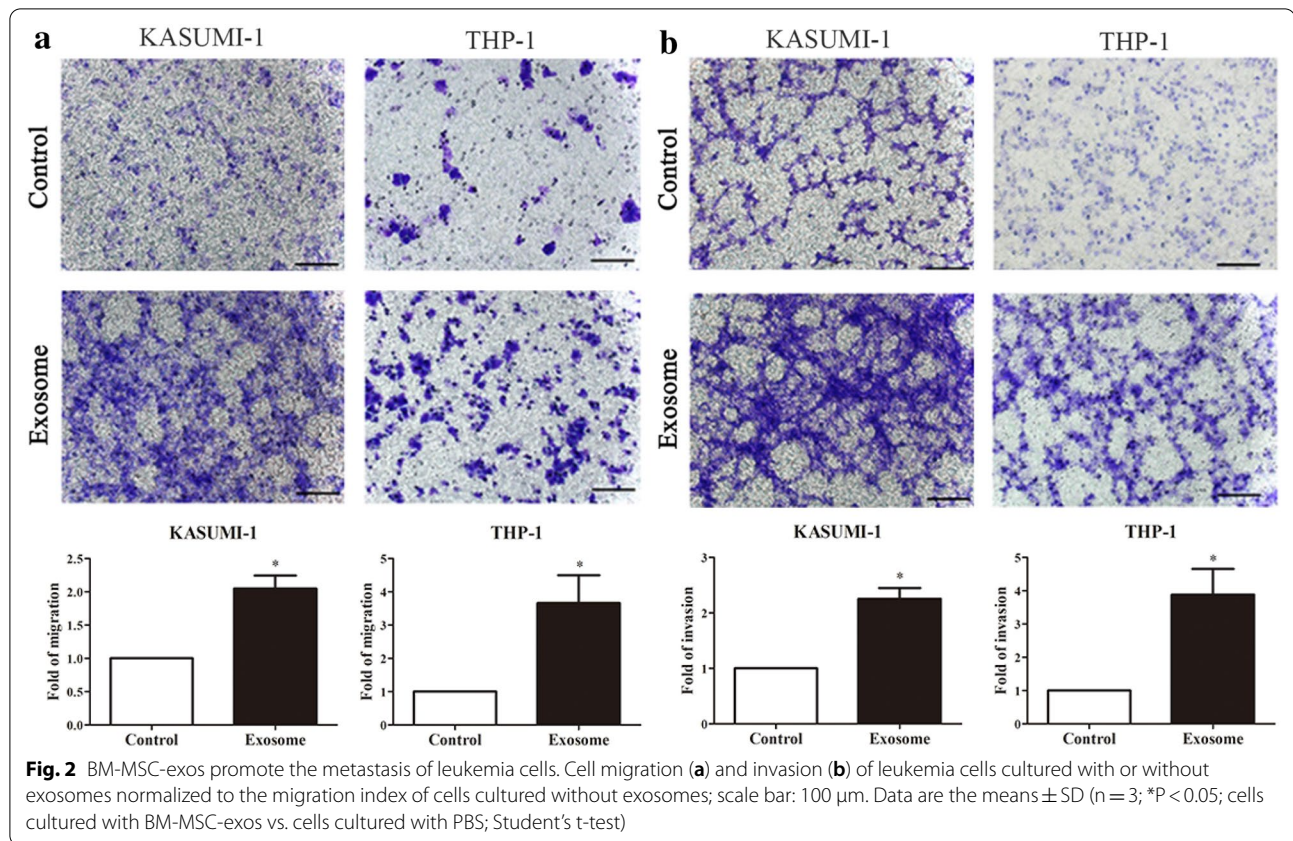 a
KASUMI-1
THP-1
Control
Exosome
KASUMI-1
Fold of migration
2.5
2.0
1.5
1.0
0.5
0.0
Control
Exosome
*
THP-1
Fold of migration
5
4
3
2
1
0
Control
Exosome
*
b
KASUMI-1
THP-1
Control
Exosome
KASUMI-1
Fold of invasion
3
2
1
0
Control
Exosome
*
THP-1
Fold of invasion
5
4
3
2
1
0
Control
Exosome
*
Fig. 2 BM-MSC-exos promote the metastasis of leukemia cells. Cell migration (a) and invasion (b) of leukemia cells cultured with or without
exosomes normalized to the migration index of cells cultured without exosomes; scale bar: 100 μm. Data are the means ± SD (n = 3; *P < 0.05; cells
cultured with BM-MSC-exos vs. cells cultured with PBS; Student's t-test)